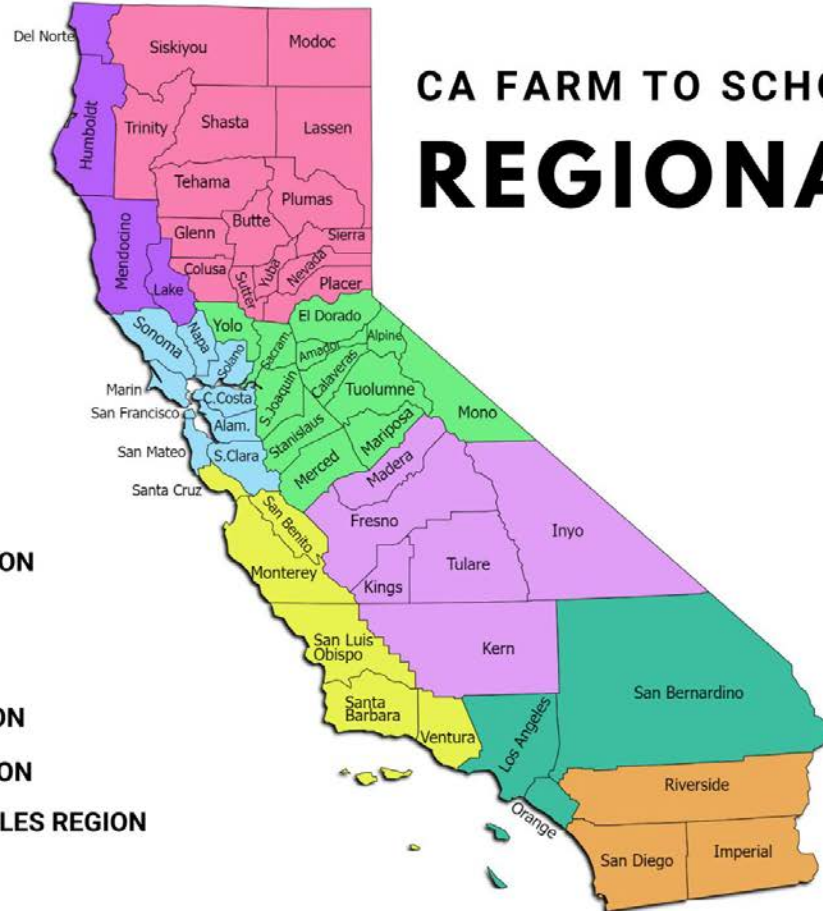 CA FARM TO SCHO
REGIONA
Del Norte
Siskiyou
Modoc
Humboldt
Trinity
Shasta
Lassen
Tehama
Plumas
Mendocino
Glenn
Butte
Sierra
Lake
Colusa
Sutter
Yuba
Nevada
Placer
Sonoma
Napa
Yolo
Solano
Sacram.
El Dorado
Amador
Alpine
Marin
C.Costa
S.Joaquin
Calaveras
Tuolumne
Mono
San Francisco
Alam.
Stanislaus
Mariposa
San Mateo
S.Clara
Merced
Madera
Santa Cruz
San Benito
Fresno
Inyo
ON
Monterey
Kings
Tulare
San Luis
Obispo
Kern
Santa
Barbara
Ventura
Los Angeles
San Bernardino
ON
ON
LES REGION
Orange
Riverside
San Diego
Imperial